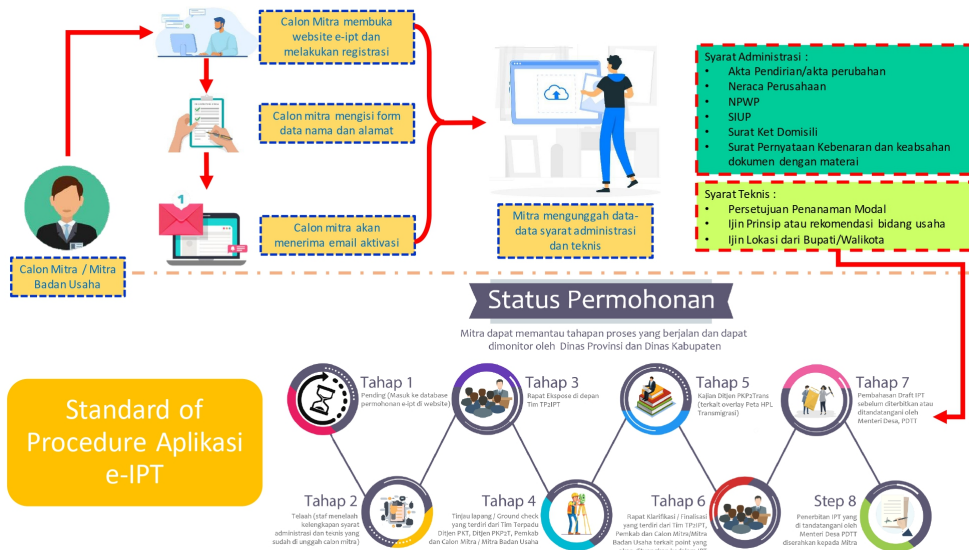 Calon Mitra membuka
website e-ipt dan
melakukan registrasi
Calon mitra mengisi form
data nama dan alamat
1
Calon mitra akan
menerima email aktivasi
Calon Mitra / Mitra
Badan Usaha
Mitra mengunggah data-
data syarat administrasi
dan teknis
Syarat Administrasi :
• Akta Pendirian/akta perubahan
• Neraca Perusahaan
• NPWP
• SIUP
• Surat Ket Domisili
• Surat Pernyataan Kebenaran dan keabsahan
dokumen dengan materai
Syarat Teknis :
• Persetujuan Penanaman Modal
• Ijin Prinsip atau rekomendasi bidang usaha
• Ijin Lokasi dari Bupati/Walikota
Status Permohonan
Mitra dapat memantau tahapan proses yang berjalan dan dapat
dimonitor oleh Dinas Provinsi dan Dinas Kabupaten
Standard of
Procedure Aplikasi
e-IPT
Tahap 1
Pending (Masuk ke database
permohonan e-ipt di website)
Tahap 2
Telaah (staf menelaah
kelengkapan syarat
administrasi dan teknis yang
sudah di unggah calon mitra)
Tahap 3
Rapat Ekspose di depan
Tim TP2IPT
Tahap 4
Tinjau lapang / Ground check
yang terdiri dari Tim Terpadu
Ditjen PKT, Ditjen PKP2T, Pemkab
dan Calon Mitra / Mitra Badan Usaha
Tahap 5
Kajian Ditjen PKP2Trans
(terkait overlay Peta HPL
Transmigrasi)
Tahap 6
Rapat Klarifikasi / Finalisasi
yang terdiri dari Tim TP2IPT,
Pemkab dan Calon Mitra/Mitra
Badan Usaha terkait point yang
Tahap 7
Pembahasan Draft IPT
sebelum diterbitkan atau
ditandatangani oleh
Menteri Desa, PDTT
Step 8
Penerbitan IPT yang
di tandatangani oleh
Menteri Desa PDTT
diserahkan kepada Mitra